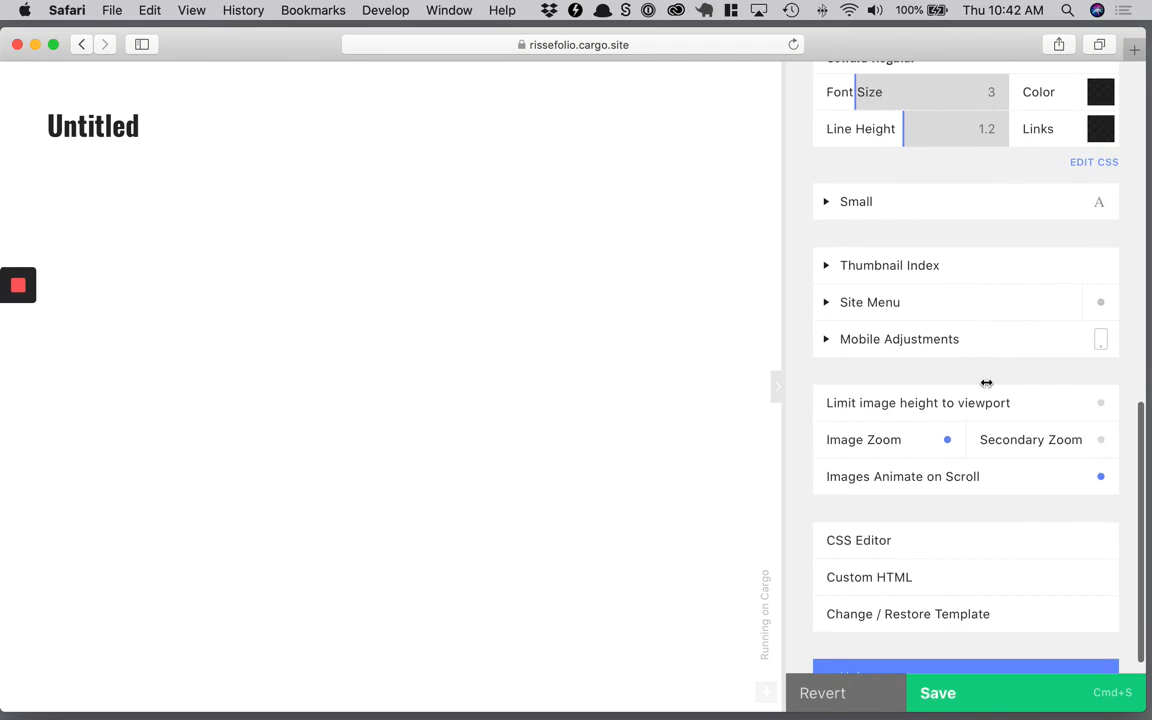 Safari File Edit View History Bookmarks Develop Window Help S 100% Thu 10:42 AM
rissefolio.cargo.site
Untitled
Font Size 3 Color
Line Height 1.2 Links
EDIT CSS
Small A
Thumbnail Index
Site Menu
Mobile Adjustments
Limit image height to viewport
Image Zoom Secondary Zoom
Images Animate on Scroll
CSS Editor
Custom HTML
Change / Restore Template
Running on Cargo
Revert Save Cmd+S